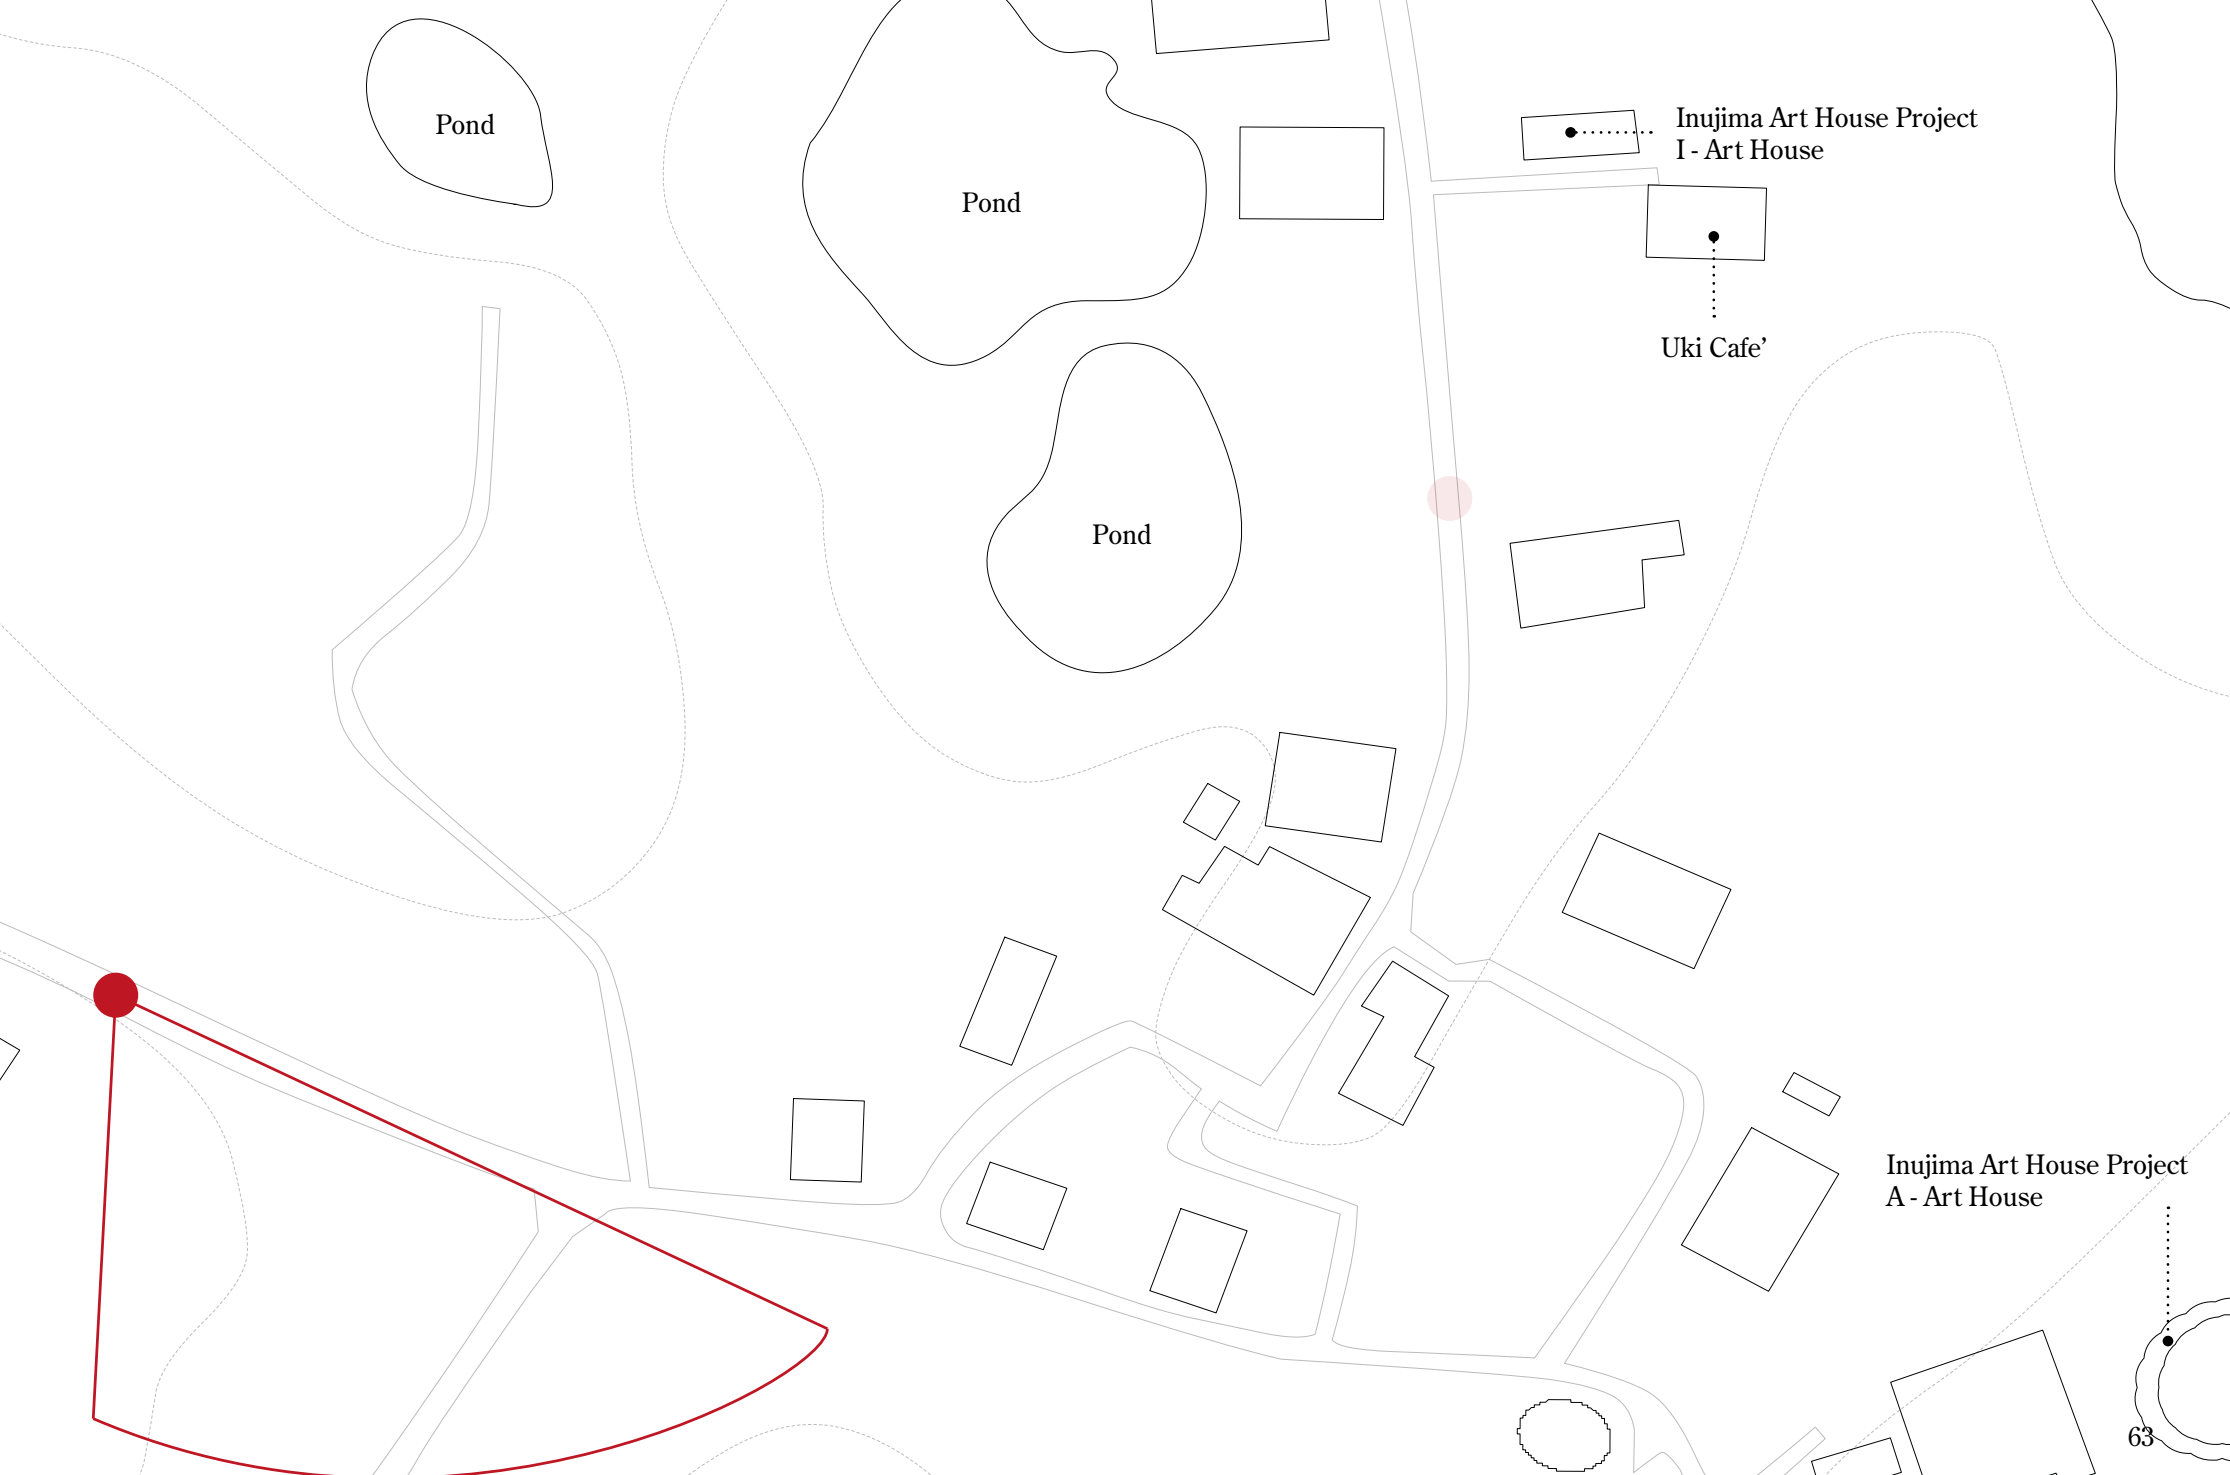 Inujima Art House Project
I - Art House
Pond
Pond
Uki Cafe’
Pond
Inujima Art House Project
A - Art House
63